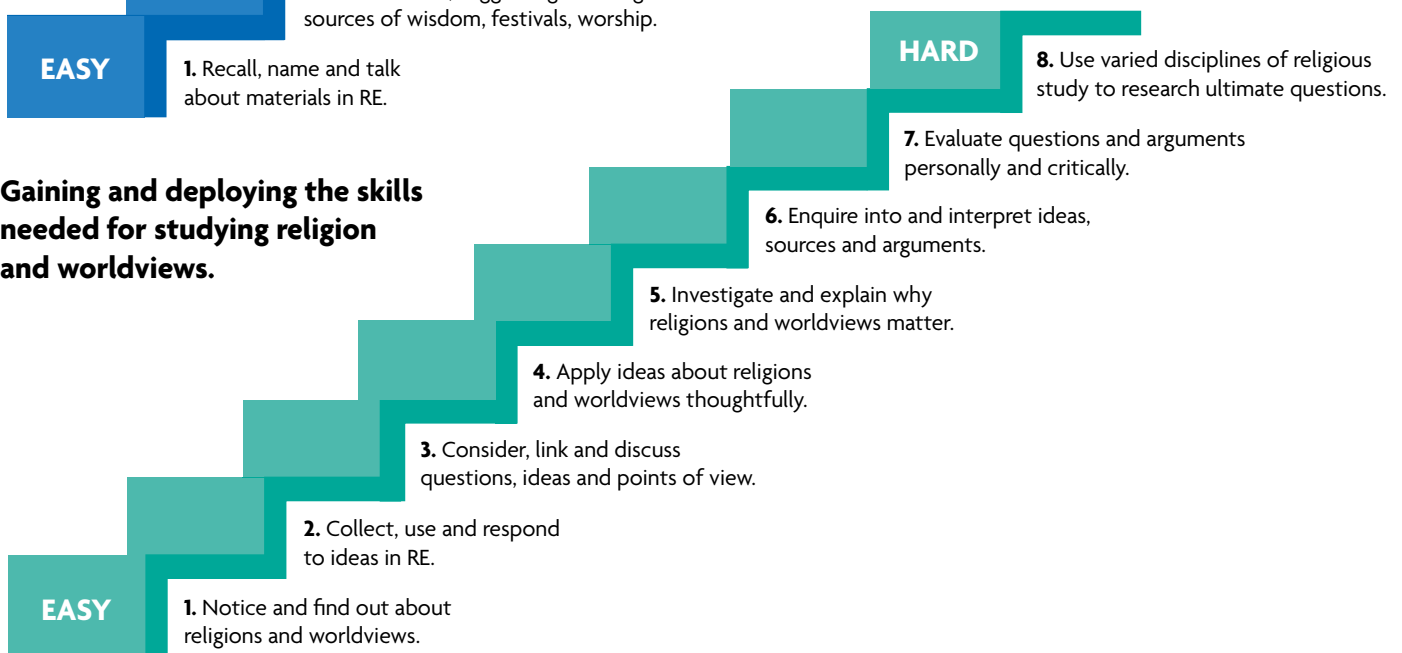 sources of wisdom, festivals, worship.
EASY
1. Recall, name and talk
about materials in RE.
Gaining and deploying the skills
needed for studying religion
and worldviews.
HARD
8. Use varied disciplines of religious
study to research ultimate questions.
7. Evaluate questions and arguments
personally and critically.
6. Enquire into and interpret ideas,
sources and arguments.
5. Investigate and explain why
religions and worldviews matter.
4. Apply ideas about religions
and worldviews thoughtfully.
3. Consider, link and discuss
questions, ideas and points of view.
2. Collect, use and respond
to ideas in RE.
EASY
1. Notice and find out about
religions and worldviews.